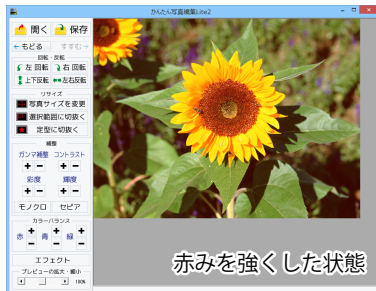 かんたん写真編集Lite2
開く 保存
←もどる すすむ→
回転・反転
左回転 右回転
上下反転 左右反転
リサイズ
写真サイズを変更
選択範囲に切抜く
定型に切抜く
補整
ガンマ補整 コントラスト
+ - + -
彩度 輝度
+ - + -
モノクロ セピア
カラーバランス
赤 + - 青 + - 緑 + -
エフェクト
プレビューの拡大・縮小
100%
赤みを強くした状態